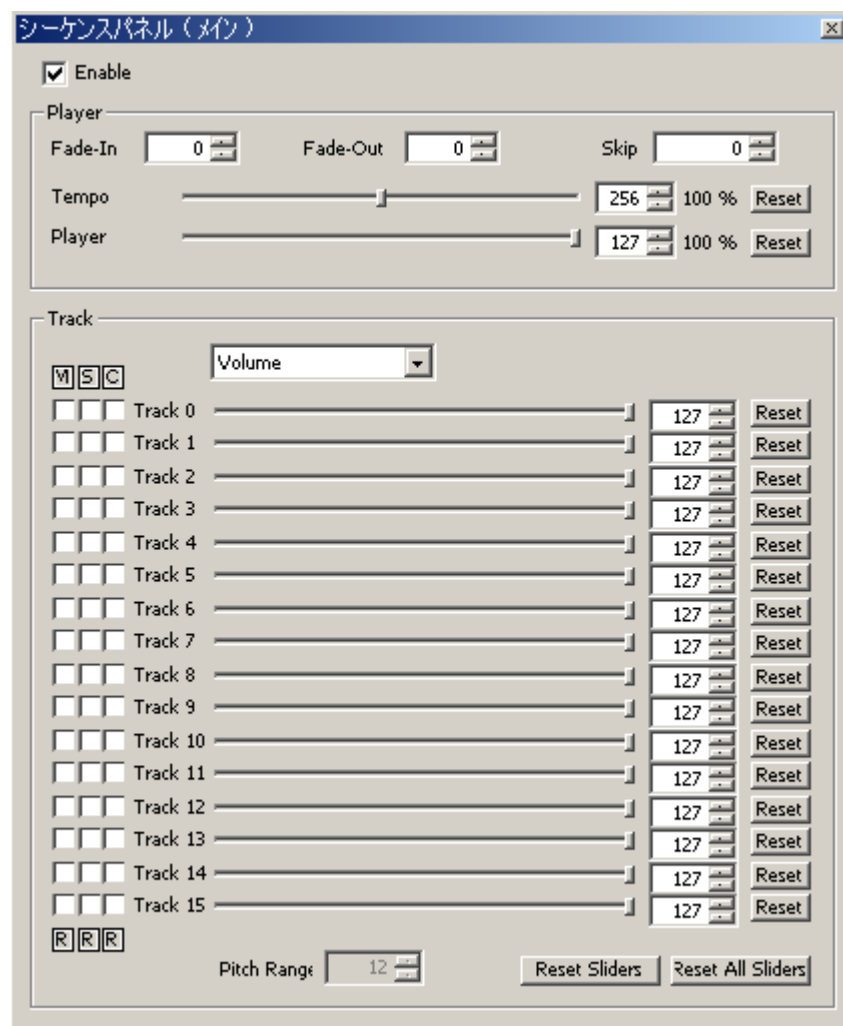 シーケンスパネル（メイン）
Enable
Player
Fade-In 0 Fade-Out 0 Skip 0
Tempo 256 100 % Reset
Player 127 100 % Reset
Track
Volume
M S C
Track 0 127 Reset
Track 1 127 Reset
Track 2 127 Reset
Track 3 127 Reset
Track 4 127 Reset
Track 5 127 Reset
Track 6 127 Reset
Track 7 127 Reset
Track 8 127 Reset
Track 9 127 Reset
Track 10 127 Reset
Track 11 127 Reset
Track 12 127 Reset
Track 13 127 Reset
Track 14 127 Reset
Track 15 127 Reset
R R R
Pitch Range 12 Reset Sliders Reset All Sliders